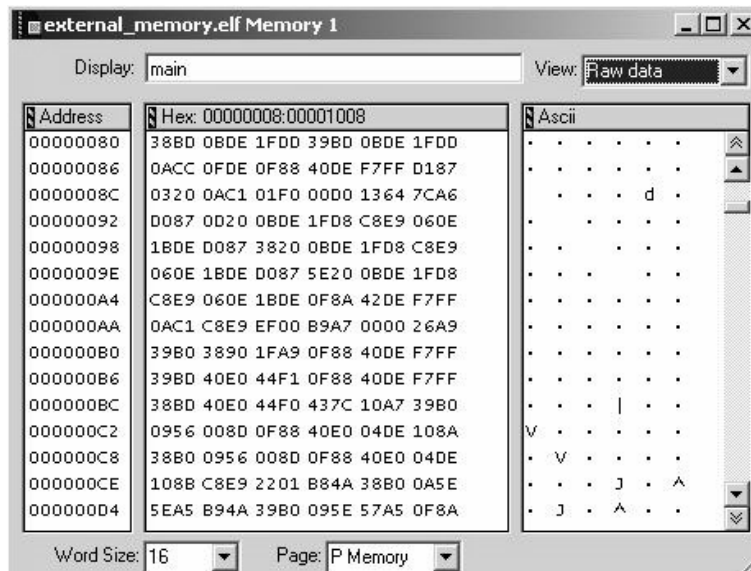 external_memory.elf Memory 1
Display: main View: Raw data
Address Hex: 00000008:00001008 Ascii
00000080 38BD 0BDE 1FDD 39BD 0BDE 1FDD . . . . . .
00000086 0ACC 0FDE 0F88 40DE F7FF D187 . . . . . .
0000008C 0320 0AC1 01F0 00D0 1364 7CA6 . . . d .
00000092 D087 0D20 0BDE 1FD8 C8E9 060E . . . . .
00000098 1BDE D087 3820 0BDE 1FD8 C8E9 . . . . .
0000009E 060E 1BDE D087 5E20 0BDE 1FD8 . . . . .
000000A4 C8E9 060E 1BDE 0F8A 42DE F7FF . . . . . .
000000AA 0AC1 C8E9 EF00 B9A7 0000 26A9 . . . . . .
000000B0 39B0 3890 1FA9 0F88 40DE F7FF . . . . . .
000000B6 39BD 40E0 44F1 0F88 40DE F7FF . . . . . .
000000BC 38BD 40E0 44F0 437C 10A7 39B0 . . . | . .
000000C2 0956 008D 0F88 40E0 04DE 108A V . . . . .
000000C8 38B0 0956 008D 0F88 40E0 04DE . V . . . .
000000CE 108B C8E9 2201 B84A 38B0 0A5E . . . J . ^
000000D4 5EA5 B94A 39B0 095E 57A5 0F8A . J . ^ . .
Word Size: 16 Page: P Memory